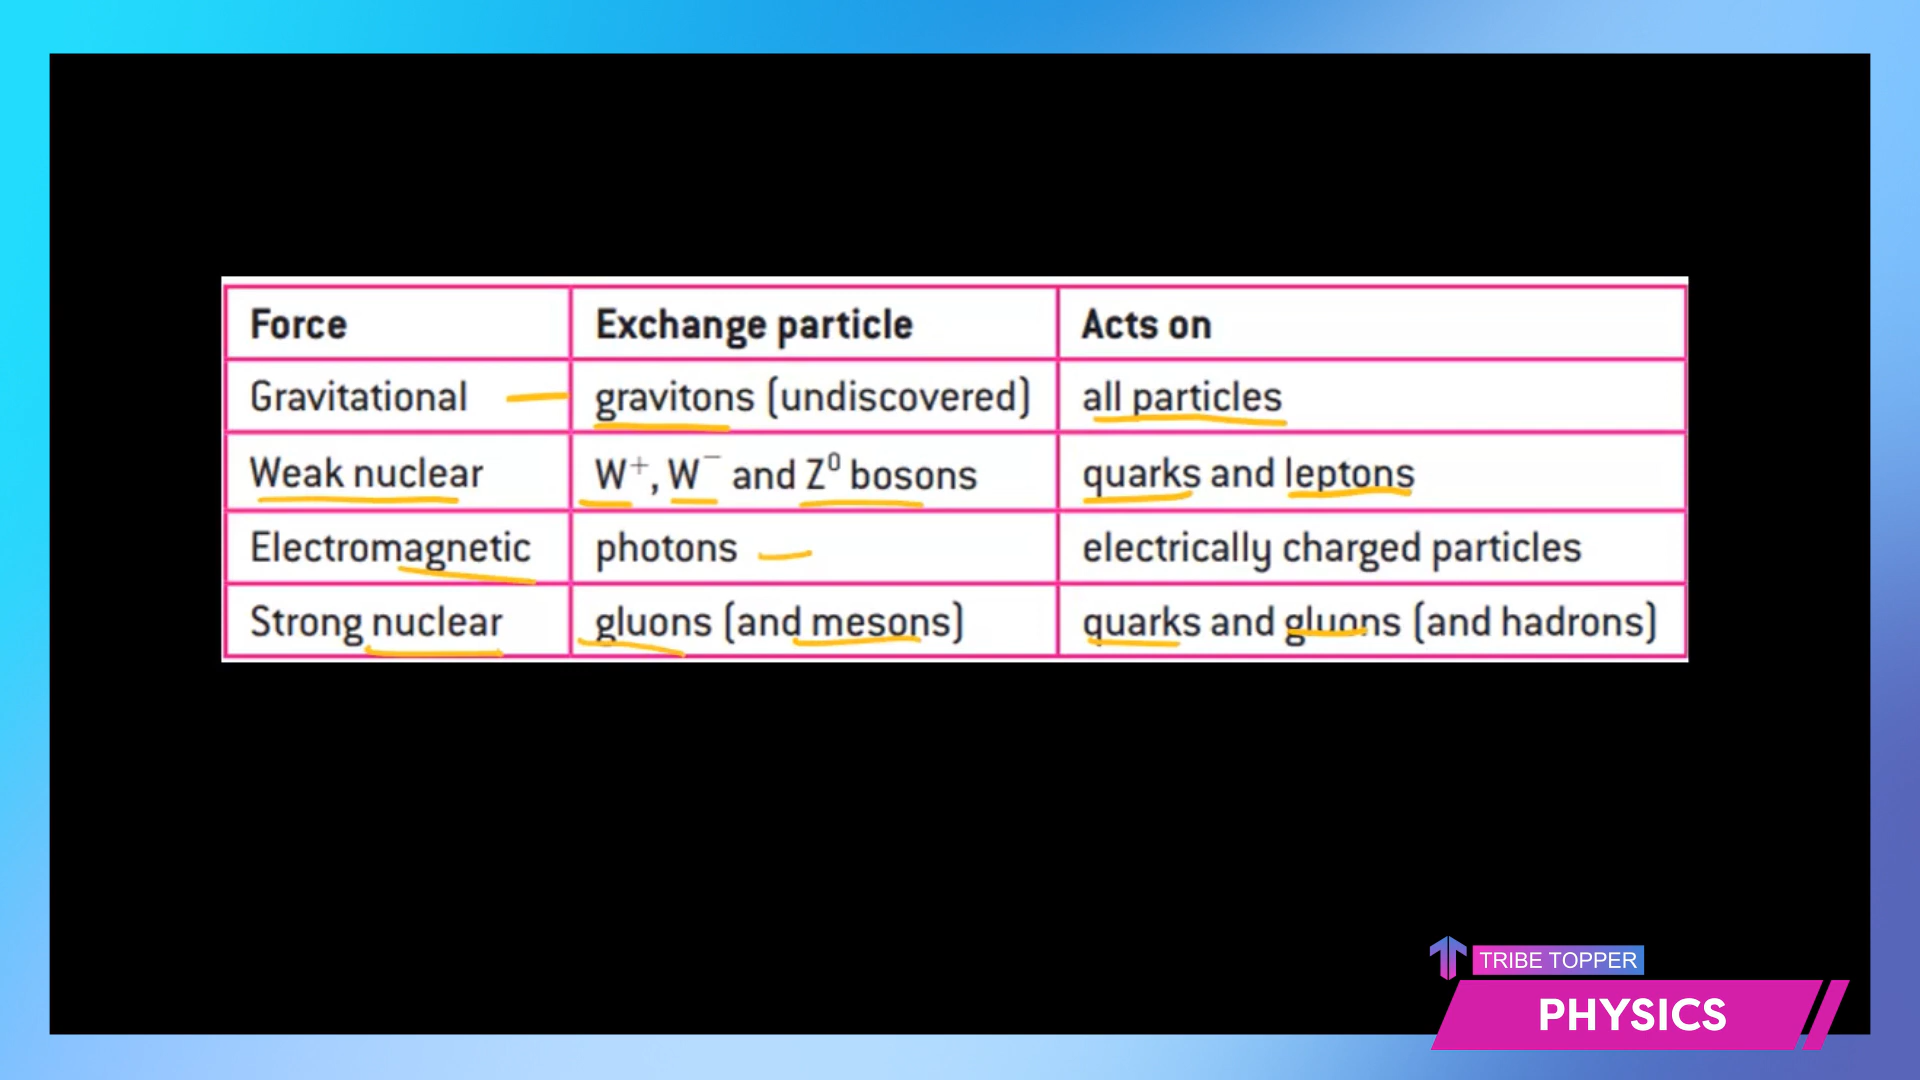 Force Exchange particle Acts on
Gravitational gravitons (undiscovered) all particles
Weak nuclear W⁺, W⁻ and Z⁰ bosons quarks and leptons
Electromagnetic photons electrically charged particles
Strong nuclear gluons (and mesons) quarks and gluons (and hadrons)
TRIBE TOPPER
PHYSICS